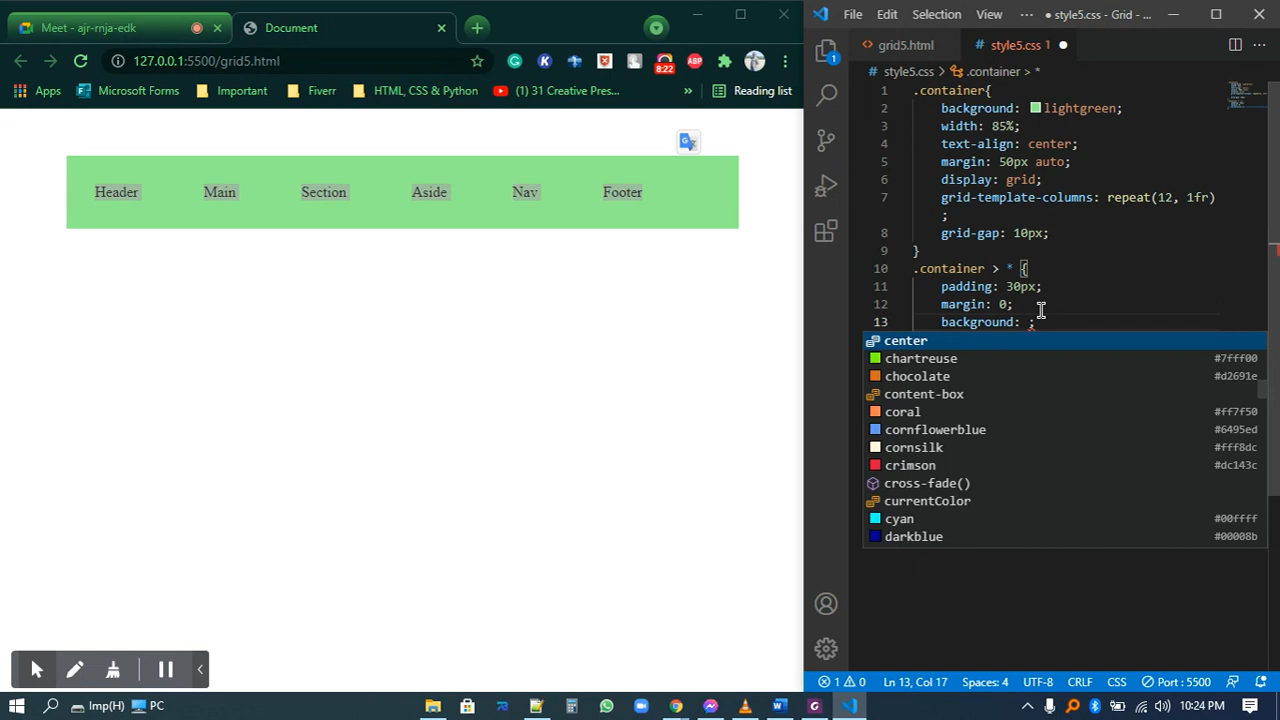 Meet - ajr-rnja-edk
Document
127.0.0.1:5500/grid5.html
8:22
ABP
Apps
Microsoft Forms
Important
Fiverr
HTML, CSS & Python
(1) 31 Creative Pres...
»
Reading list
Header
Main
Section
Aside
Nav
Footer
File
Edit
Selection
View
···
● style5.css - Grid - ...
<> grid5.html
# style5.css 1
# style5.css > .container > *
1 .container{
2 background: lightgreen;
3 width: 85%;
4 text-align: center;
5 margin: 50px auto;
6 display: grid;
7 grid-template-columns: repeat(12, 1fr)
;
8 grid-gap: 10px;
9 }
10 .container > * {
11 padding: 30px;
12 margin: 0;
13 background: ;
center
chartreuse #7fff00
chocolate #d2691e
content-box
coral #ff7f50
cornflowerblue #6495ed
cornsilk #fff8dc
crimson #dc143c
cross-fade()
currentColor
cyan #00ffff
darkblue #00008b
1
1 0
Ln 13, Col 17
Spaces: 4
UTF-8
CRLF
CSS
Port : 5500
Imp(H)
PC
10:24 PM